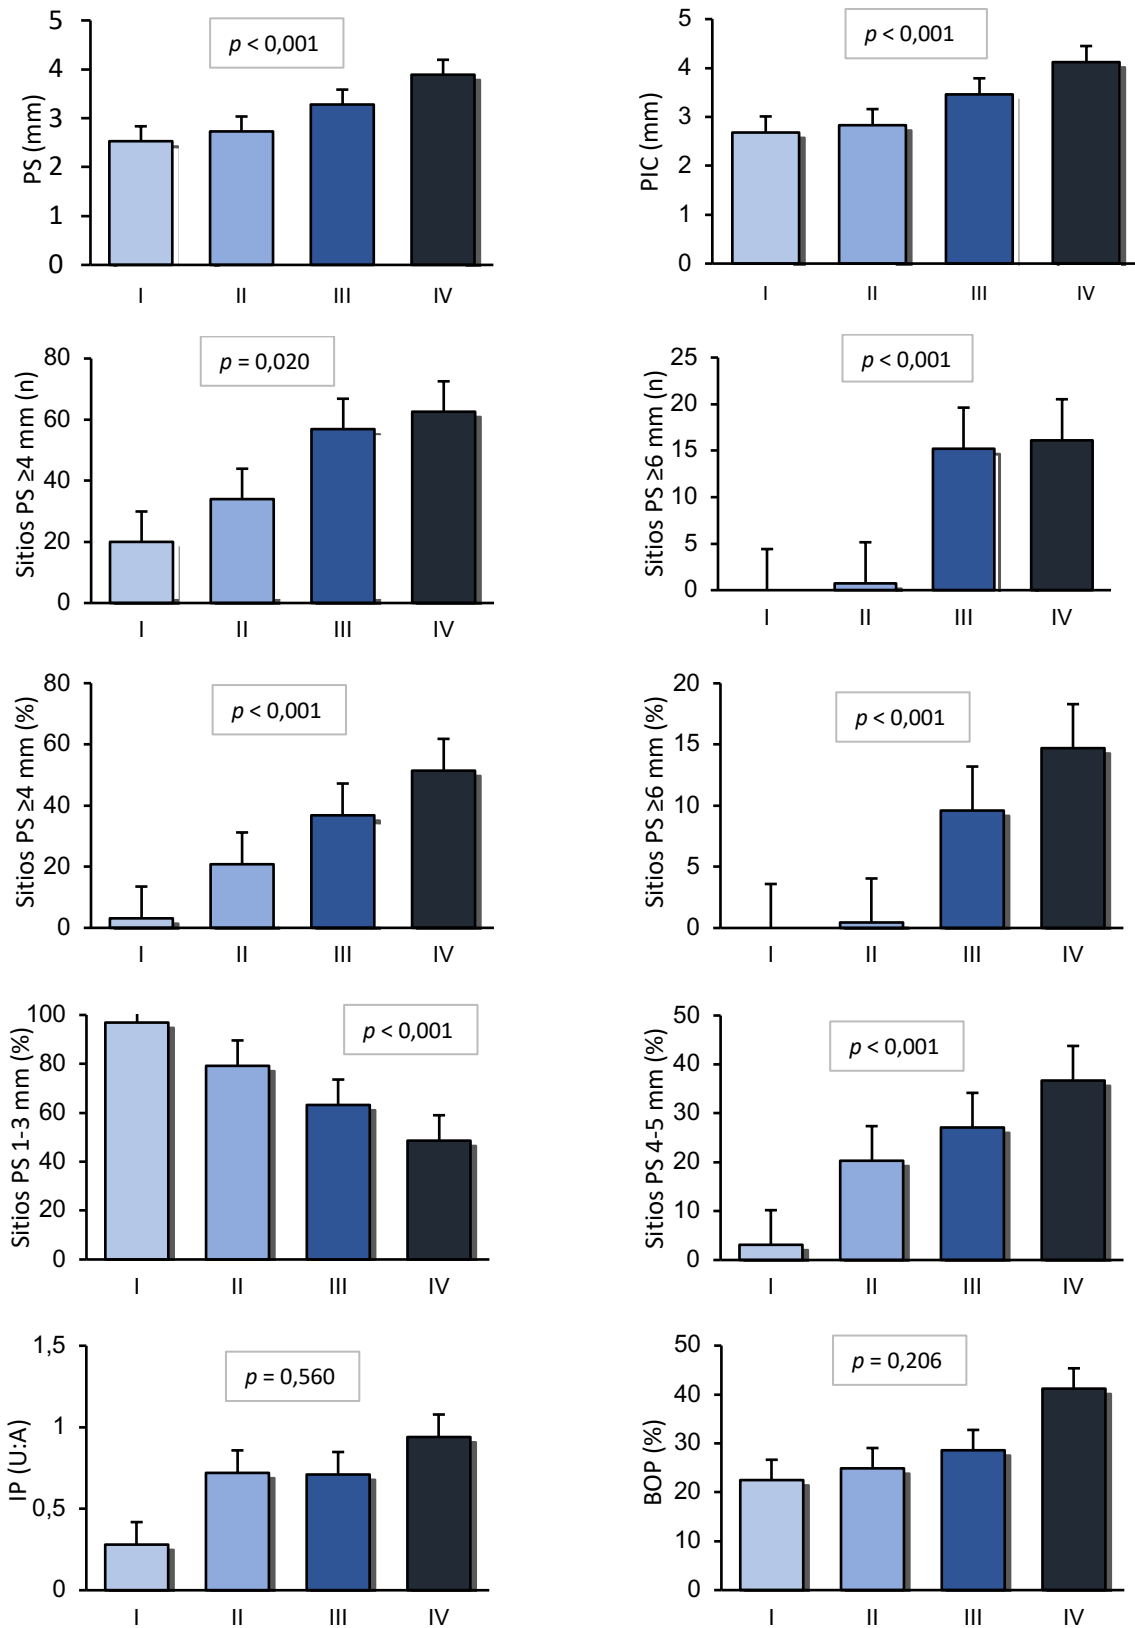 PS (mm)
5
4
3
2
1
0
p < 0,001
I II III IV
PIC (mm)
5
4
3
2
1
0
p < 0,001
I II III IV
Sitios PS ≥4 mm (n)
80
60
40
20
0
p = 0,020
I II III IV
Sitios PS ≥6 mm (n)
25
20
15
10
5
0
p < 0,001
I II III IV
Sitios PS ≥4 mm (%)
80
60
40
20
0
p < 0,001
I II III IV
Sitios PS ≥6 mm (%)
20
15
10
5
0
p < 0,001
I II III IV
Sitios PS 1-3 mm (%)
100
80
60
40
20
0
p < 0,001
I II III IV
Sitios PS 4-5 mm (%)
50
40
30
20
10
0
p < 0,001
I II III IV
IP (U:A)
1,5
1
0,5
0
p = 0,560
I II III IV
BOP (%)
50
40
30
20
10
0
p = 0,206
I II III IV